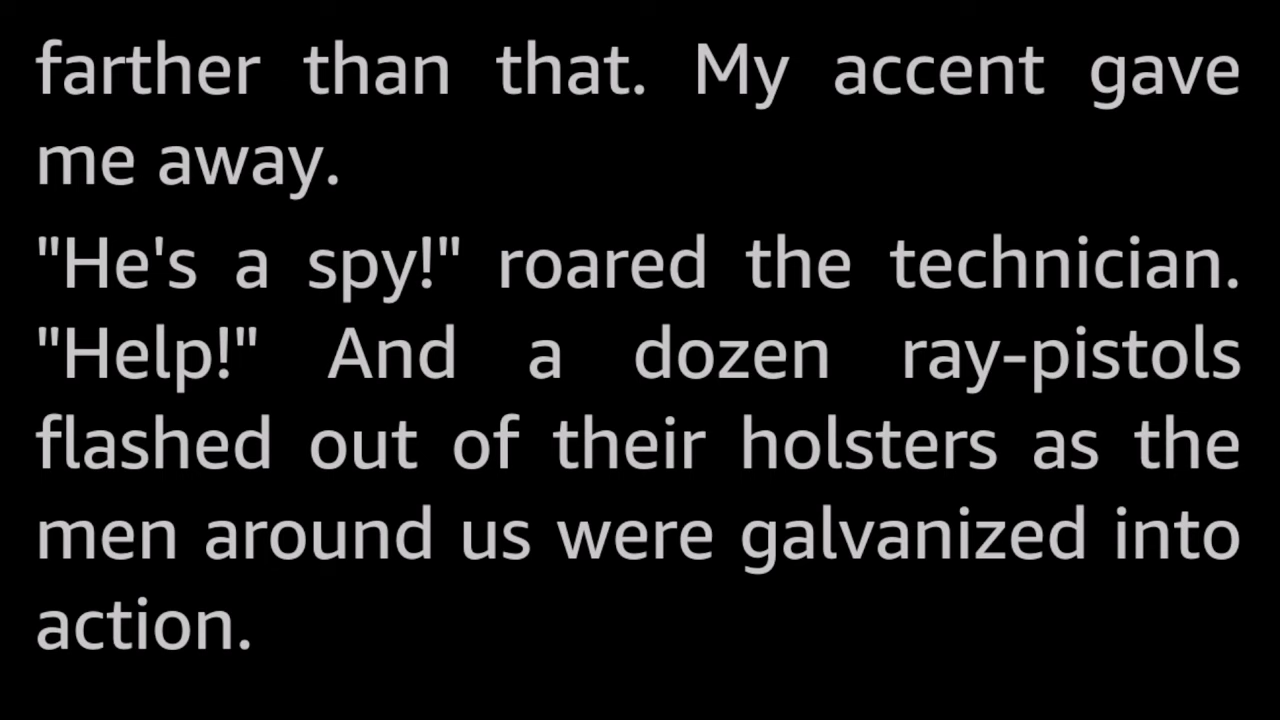 farther than that. My accent gave
me away.
"He's a spy!" roared the technician.
"Help!" And a dozen ray-pistols
flashed out of their holsters as the
men around us were galvanized into
action.